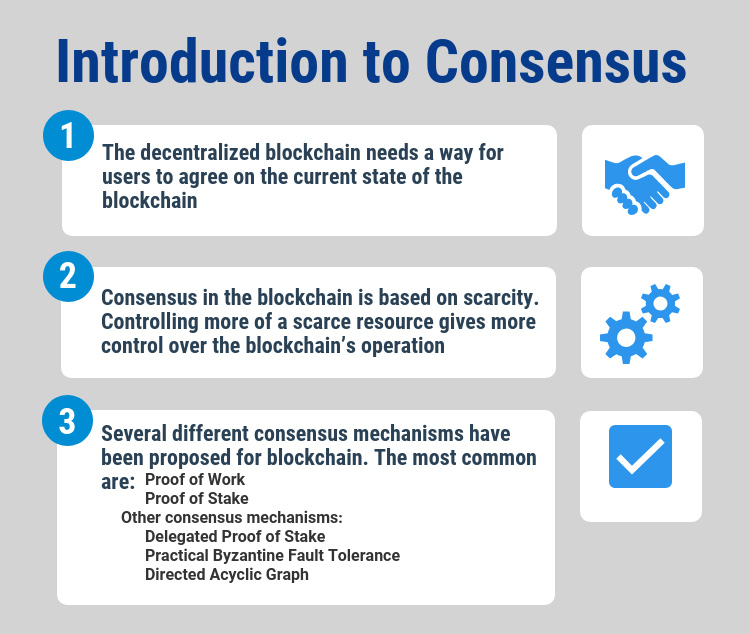 Introduction to Consensus
1
The decentralized blockchain needs a way for
users to agree on the current state of the
blockchain
2
Consensus in the blockchain is based on scarcity.
Controlling more of a scarce resource gives more
control over the blockchain's operation
3
Several different consensus mechanisms have
been proposed for blockchain. The most common
are: Proof of Work
Proof of Stake
Other consensus mechanisms:
Delegated Proof of Stake
Practical Byzantine Fault Tolerance
Directed Acyclic Graph